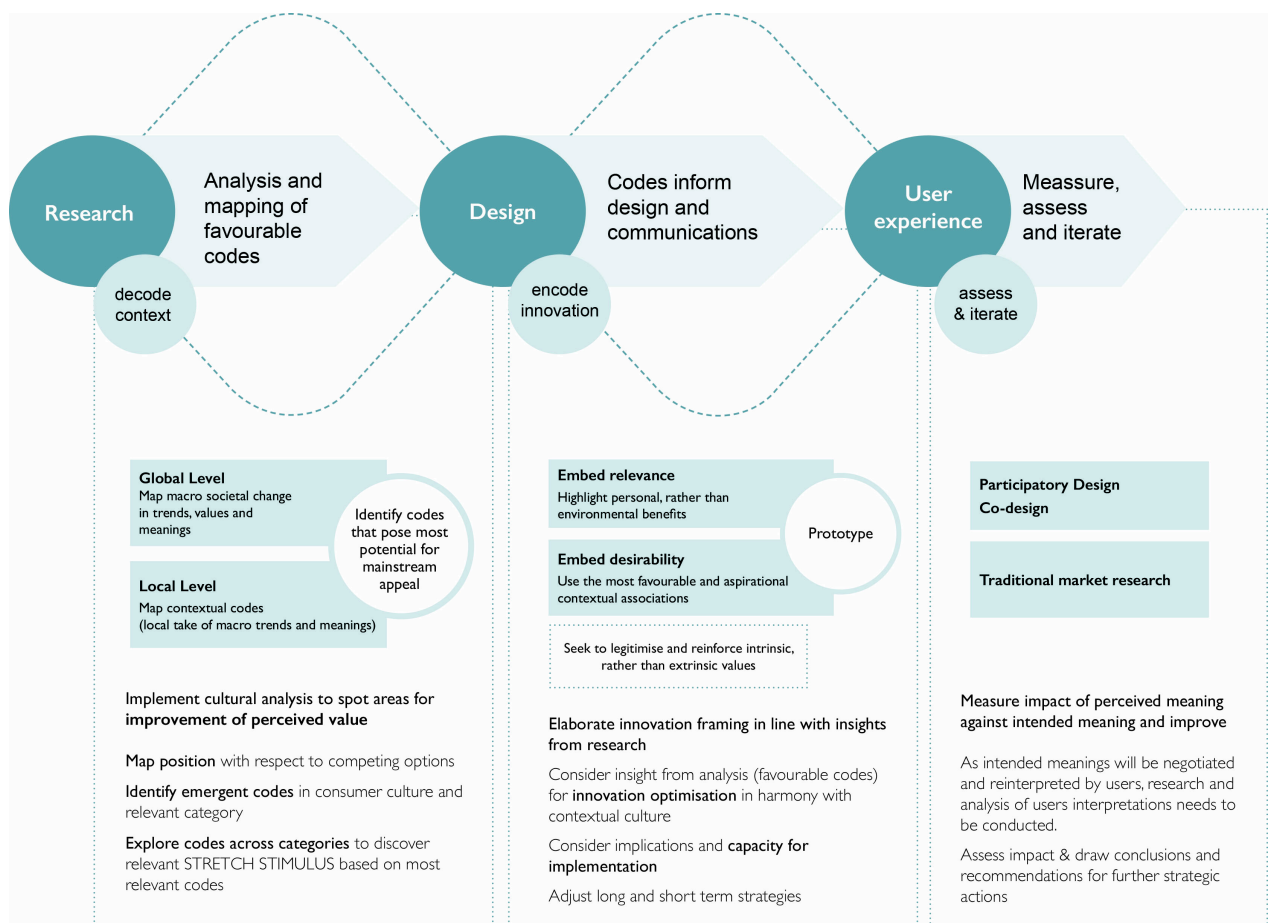 Research
decode
context
Analysis and
mapping of
favourable
codes
Design
encode
innovation
Codes inform
design and
communications
User
experience
assess
& iterate
Meassure,
assess
and iterate
Global Level
Map macro societal change
in trends, values and
meanings
Local Level
Map contextual codes
(local take of macro trends and meanings)
Identify codes
that pose most
potential for
mainstream
appeal
Implement cultural analysis to spot areas for
improvement of perceived value
Map position with respect to competing options
Identify emergent codes in consumer culture and
relevant category
Explore codes across categories to discover
relevant STRETCH STIMULUS based on most
relevant codes
Embed relevance
Highlight personal, rather than
environmental benefits
Embed desirability
Use the most favourable and aspirational
contextual associations
Prototype
Seek to legitimise and reinforce intrinsic,
rather than extrinsic values
Elaborate innovation framing in line with insights
from research
Consider insight from analysis (favourable codes)
for innovation optimisation in harmony with
contextual culture
Consider implications and capacity for
implementation
Adjust long and short term strategies
Participatory Design
Co-design
Traditional market research
Measure impact of perceived meaning
against intended meaning and improve
As intended meanings will be negotiated
and reinterpreted by users, research and
analysis of users interpretations needs to
be conducted.
Assess impact & draw conclusions and
recommendations for further strategic
actions